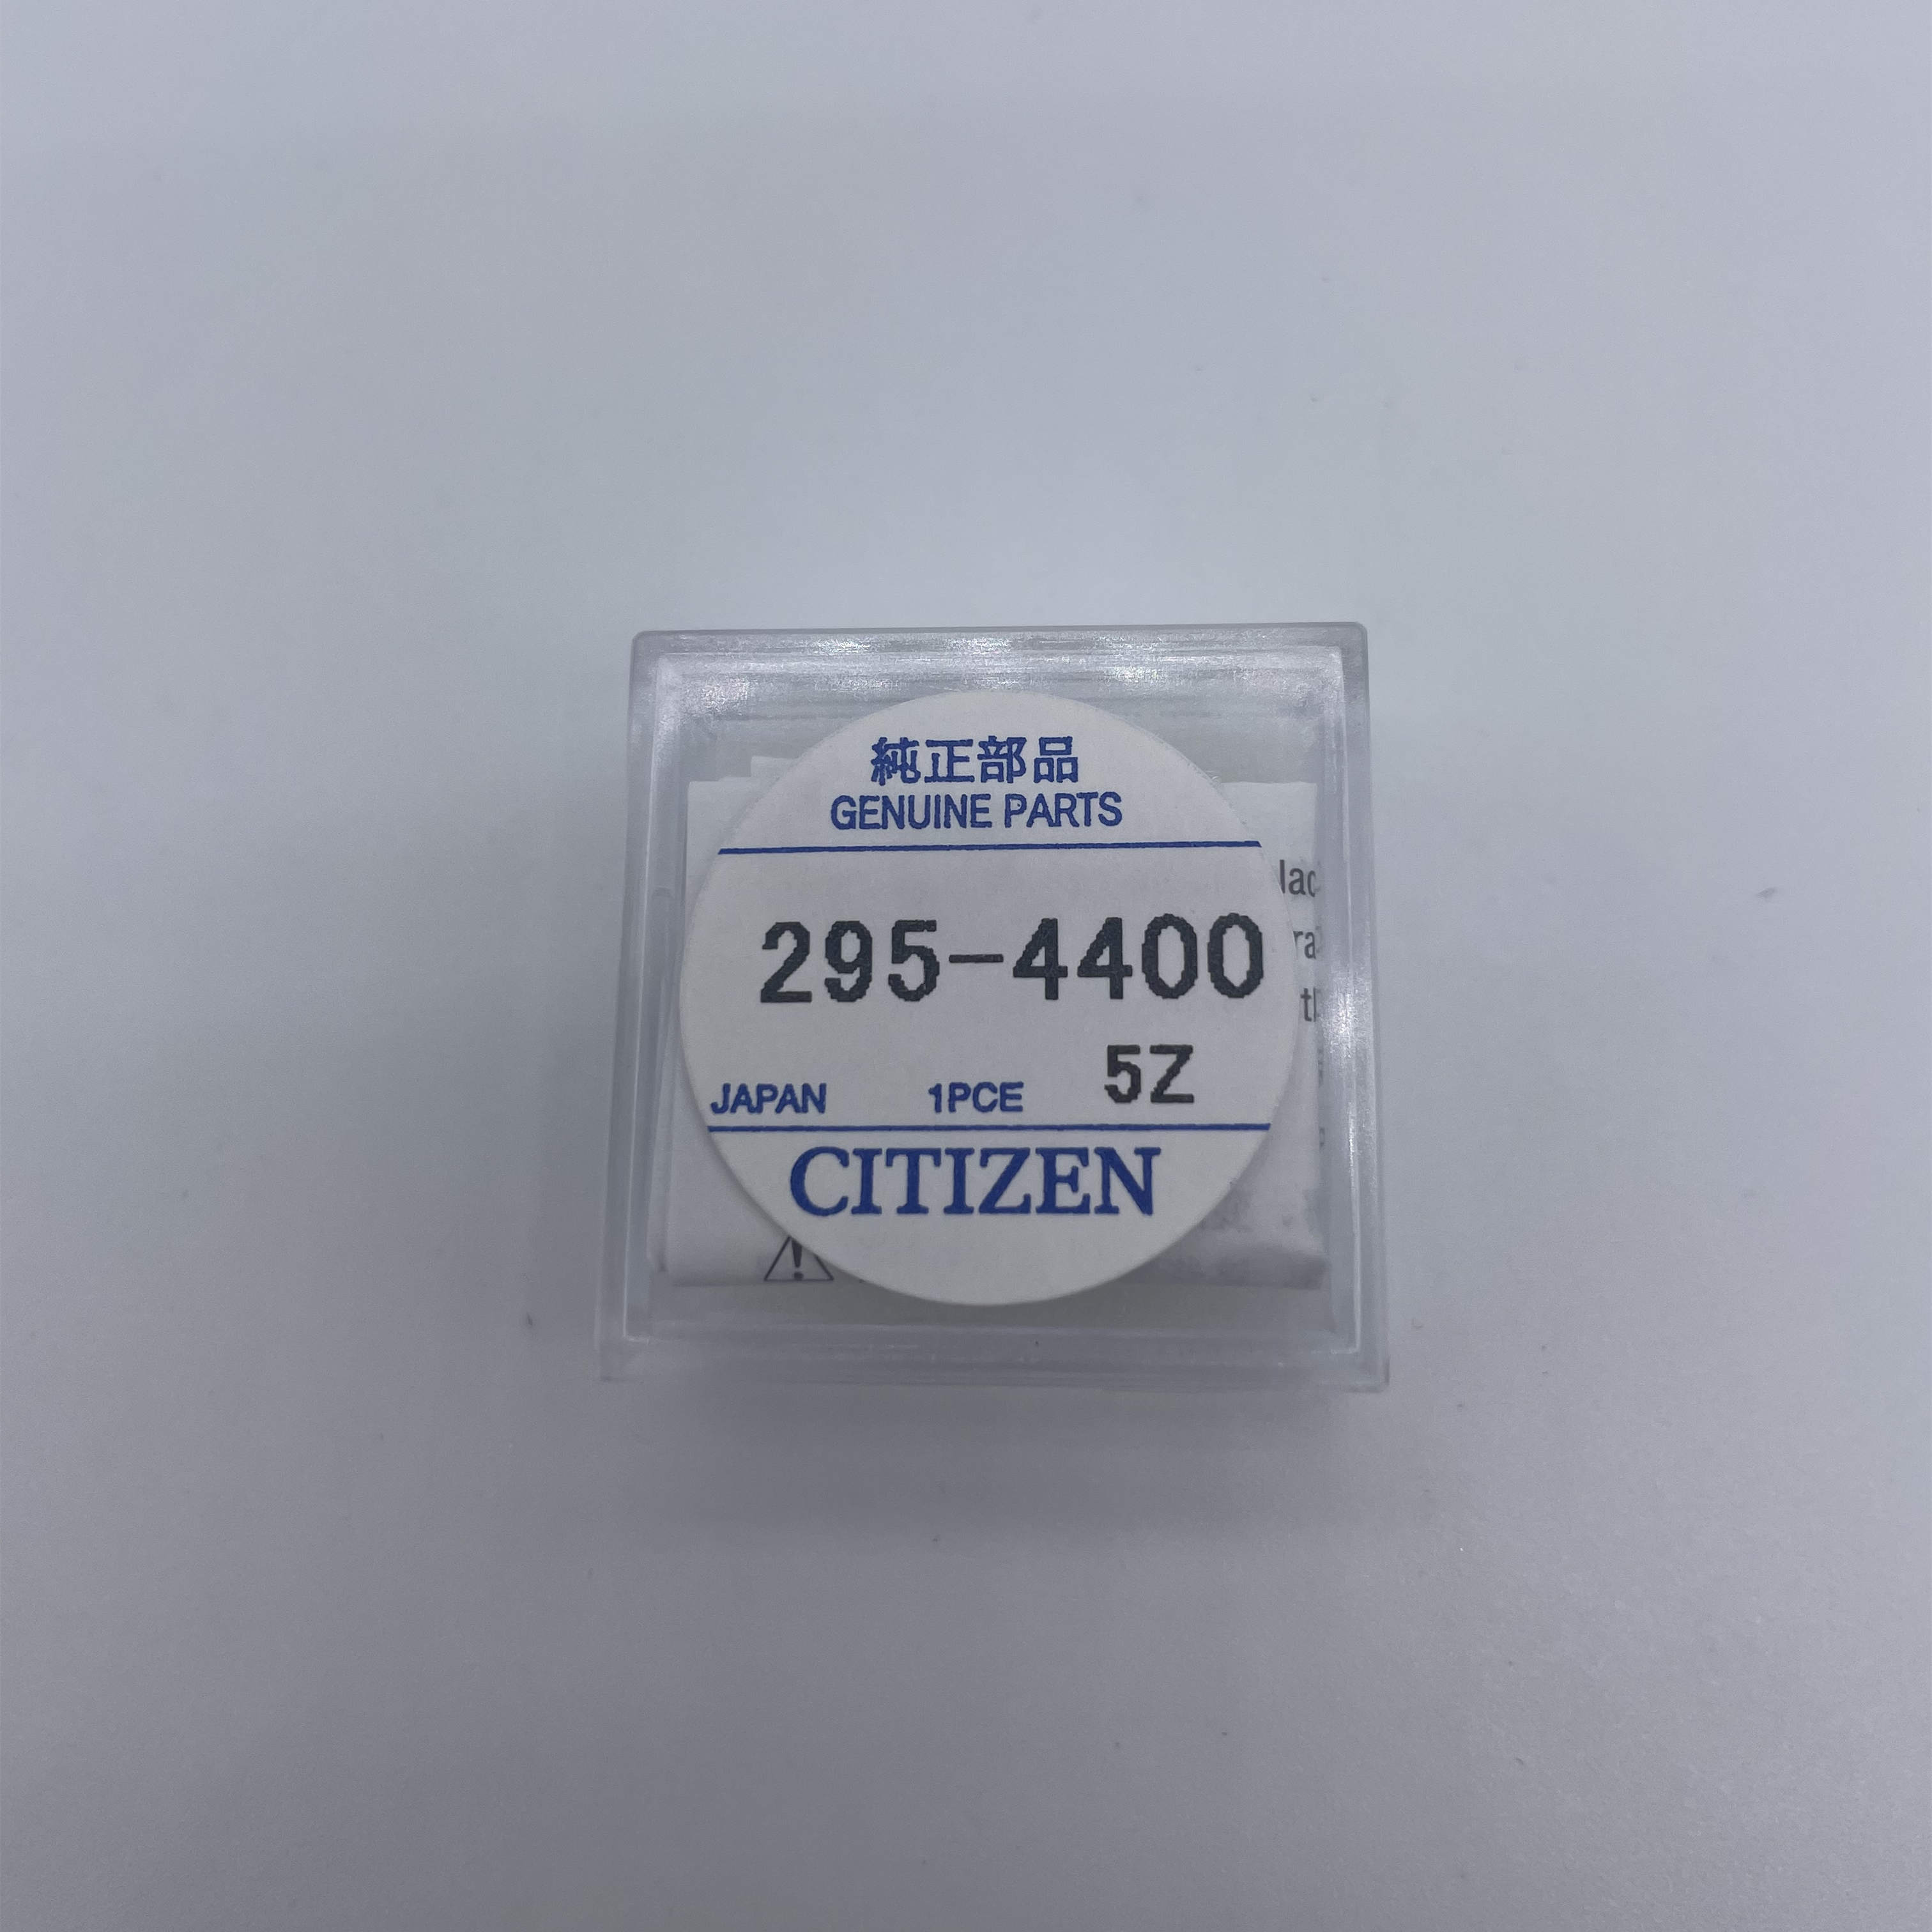 純正部品
GENUINE PARTS
295-4400
JAPAN 1PCE 5Z
CITIZEN